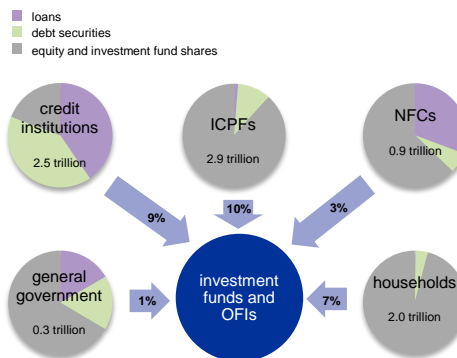 loans
debt securities
equity and investment fund shares
credit
institutions
2.5 trillion
ICPFs
2.9 trillion
NFCs
0.9 trillion
9%
10%
3%
general
government
0.3 trillion
1%
investment
funds and
OFIs
7%
households
2.0 trillion